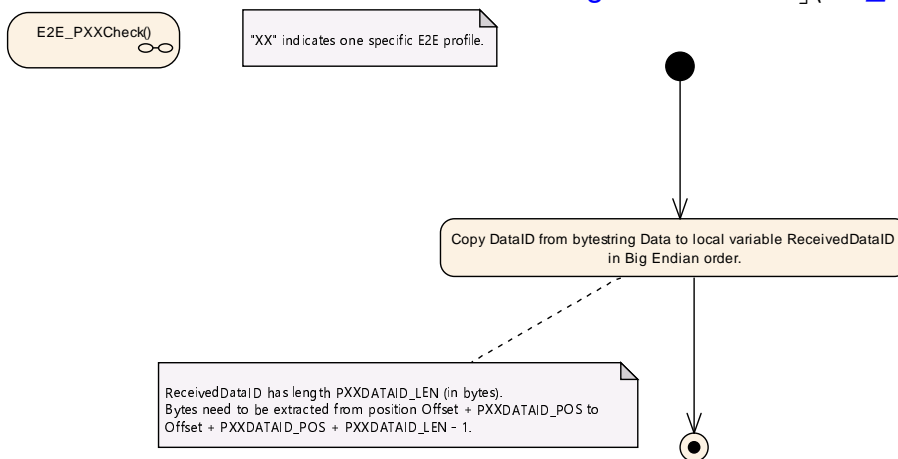 E2E_PXXCheck()
"XX" indicates one specific E2E profile.
Copy DataID from bytestring Data to local variable ReceivedDataID
in Big Endian order.
ReceivedDataID has length PXXDATAID_LEN (in bytes).
Bytes need to be extracted from position Offset + PXXDATAID_POS to
Offset + PXXDATAID_POS + PXXDATAID_LEN - 1.